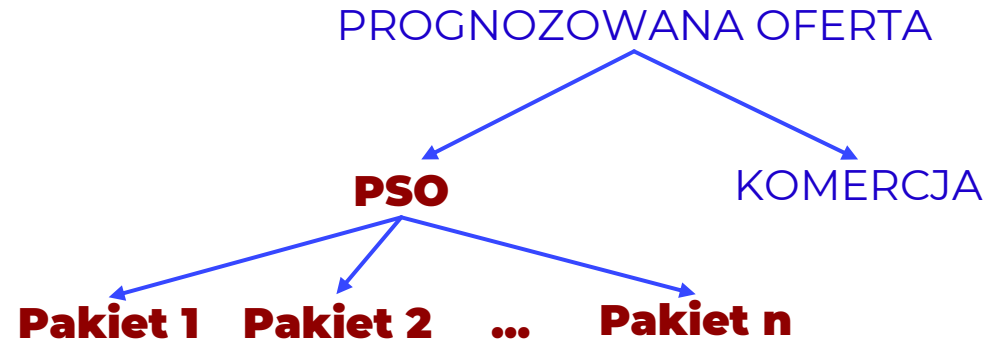 PROGNOZOWANA OFERTA
PSO
KOMERCJA
Pakiet 1
Pakiet 2
...
Pakiet n